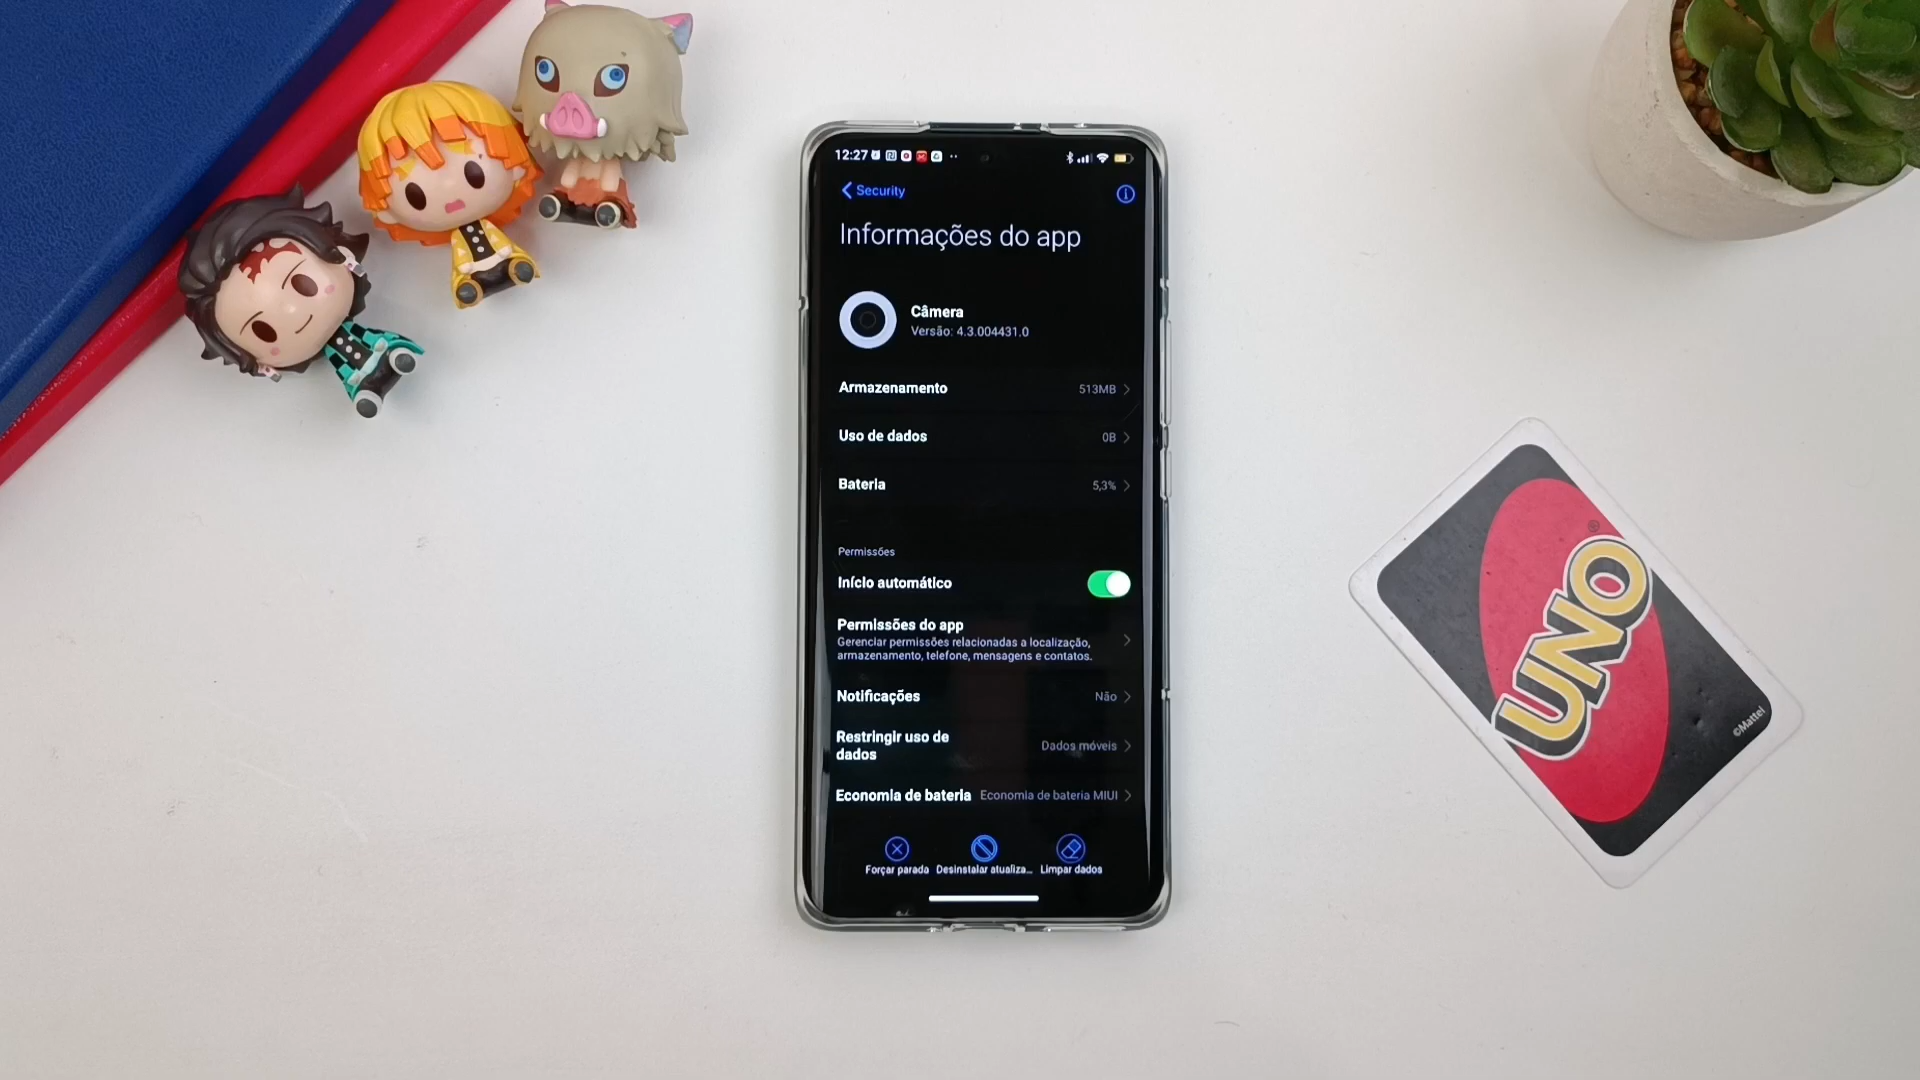 12:27
Security
Informações do app
Câmera
Versão: 4.3.004431.0
Armazenamento 513MB
Uso de dados 0B
Bateria 5,3%
Permissões
Início automático
Permissões do app
Gerenciar permissões relacionadas a localização,
armazenamento, telefone, mensagens e contatos.
Notificações Não
Restringir uso de
dados Dados móveis
Economia de bateria Economia de bateria MIUI
Forçar parada Desinstalar atualiza... Limpar dados
UNO®
©Mattel